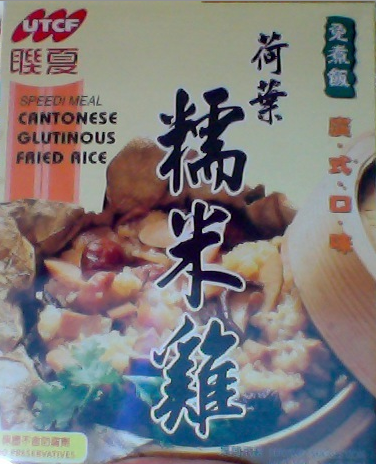 UTCF
聯夏
SPEEDI MEAL
CANTONESE
GLUTINOUS
FRIED RICE
荷葉
糯米雞
免煮飯
廣式口味
PRESERVATIVES